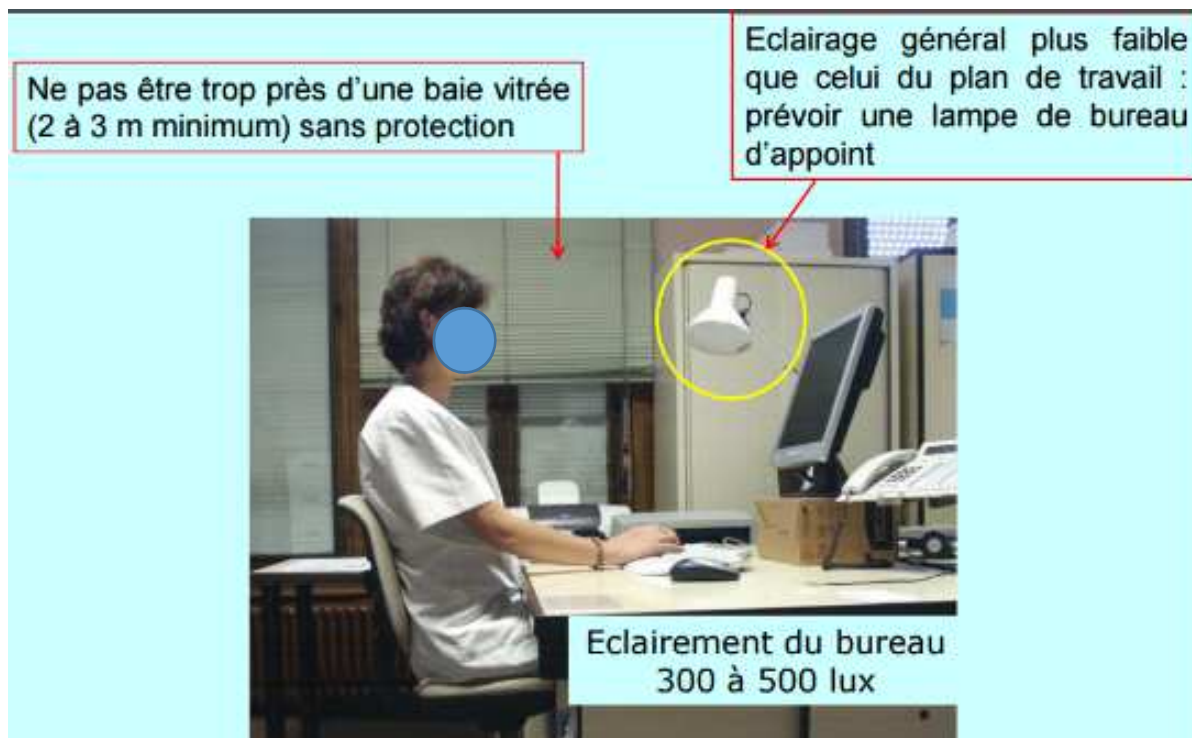 Ne pas être trop près d'une baie vitrée
(2 à 3 m minimum) sans protection
Eclairage général plus faible
que celui du plan de travail :
prévoir une lampe de bureau
d'appoint
Eclairement du bureau
300 à 500 lux